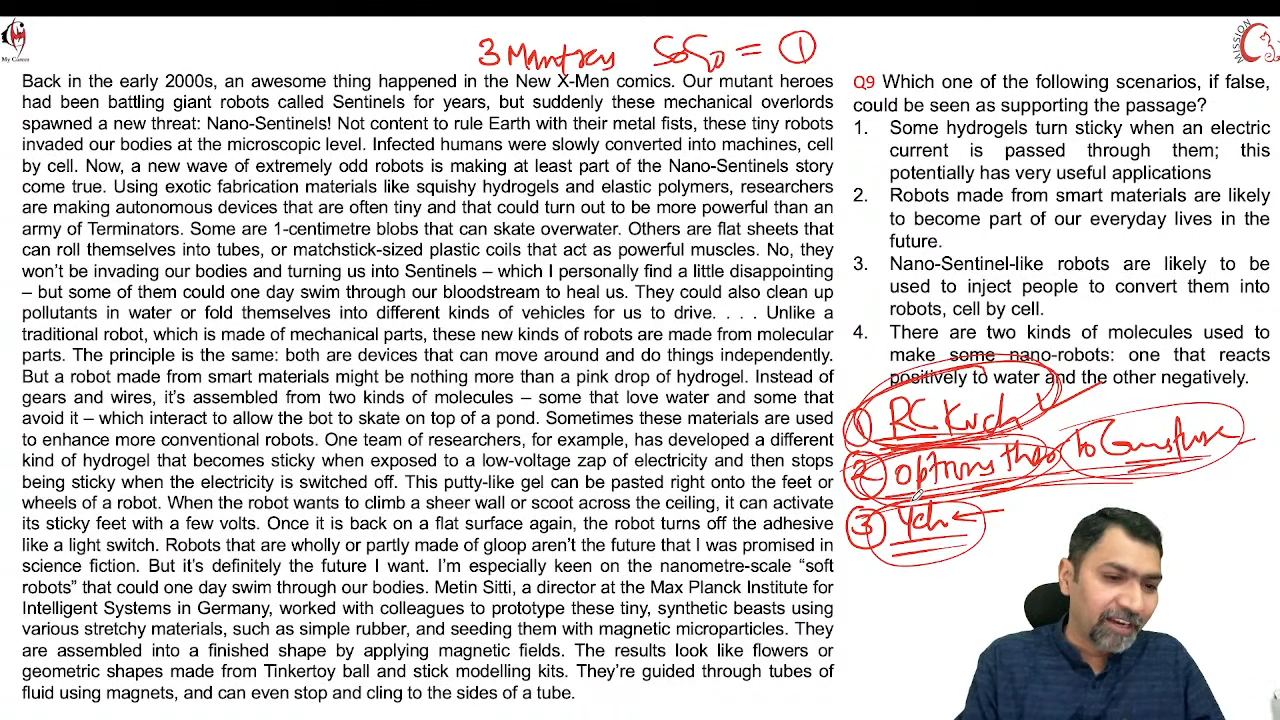 My Career
MISSION
3 Mantras SoGo = 1
Back in the early 2000s, an awesome thing happened in the New X-Men comics. Our mutant heroes
had been battling giant robots called Sentinels for years, but suddenly these mechanical overlords
spawned a new threat: Nano-Sentinels! Not content to rule Earth with their metal fists, these tiny robots
invaded our bodies at the microscopic level. Infected humans were slowly converted into machines, cell
by cell. Now, a new wave of extremely odd robots is making at least part of the Nano-Sentinels story
come true. Using exotic fabrication materials like squishy hydrogels and elastic polymers, researchers
are making autonomous devices that are often tiny and that could turn out to be more powerful than an
army of Terminators. Some are 1-centimetre blobs that can skate overwater. Others are flat sheets that
can roll themselves into tubes, or matchstick-sized plastic coils that act as powerful muscles. No, they
won't be invading our bodies and turning us into Sentinels – which I personally find a little disappointing
– but some of them could one day swim through our bloodstream to heal us. They could also clean up
pollutants in water or fold themselves into different kinds of vehicles for us to drive. . . . Unlike a
traditional robot, which is made of mechanical parts, these new kinds of robots are made from molecular
parts. The principle is the same: both are devices that can move around and do things independently.
But a robot made from smart materials might be nothing more than a pink drop of hydrogel. Instead of
gears and wires, it's assembled from two kinds of molecules – some that love water and some that
avoid it – which interact to allow the bot to skate on top of a pond. Sometimes these materials are used
to enhance more conventional robots. One team of researchers, for example, has developed a different
kind of hydrogel that becomes sticky when exposed to a low-voltage zap of electricity and then stops
being sticky when the electricity is switched off. This putty-like gel can be pasted right onto the feet or
wheels of a robot. When the robot wants to climb a sheer wall or scoot across the ceiling, it can activate
its sticky feet with a few volts. Once it is back on a flat surface again, the robot turns off the adhesive
like a light switch. Robots that are wholly or partly made of gloop aren't the future that I was promised in
science fiction. But it's definitely the future I want. I'm especially keen on the nanometre-scale “soft
robots” that could one day swim through our bodies. Metin Sitti, a director at the Max Planck Institute for
Intelligent Systems in Germany, worked with colleagues to prototype these tiny, synthetic beasts using
various stretchy materials, such as simple rubber, and seeding them with magnetic microparticles. They
are assembled into a finished shape by applying magnetic fields. The results look like flowers or
geometric shapes made from Tinkertoy ball and stick modelling kits. They're guided through tubes of
fluid using magnets, and can even stop and cling to the sides of a tube.
Q9 Which one of the following scenarios, if false,
could be seen as supporting the passage?
1. Some hydrogels turn sticky when an electric
current is passed through them; this
potentially has very useful applications
2. Robots made from smart materials are likely
to become part of our everyday lives in the
future.
3. Nano-Sentinel-like robots are likely to be
used to inject people to convert them into
robots, cell by cell.
4. There are two kinds of molecules used to
make some nano-robots: one that reacts
positively to water and the other negatively.
1 RC
2 options to
3